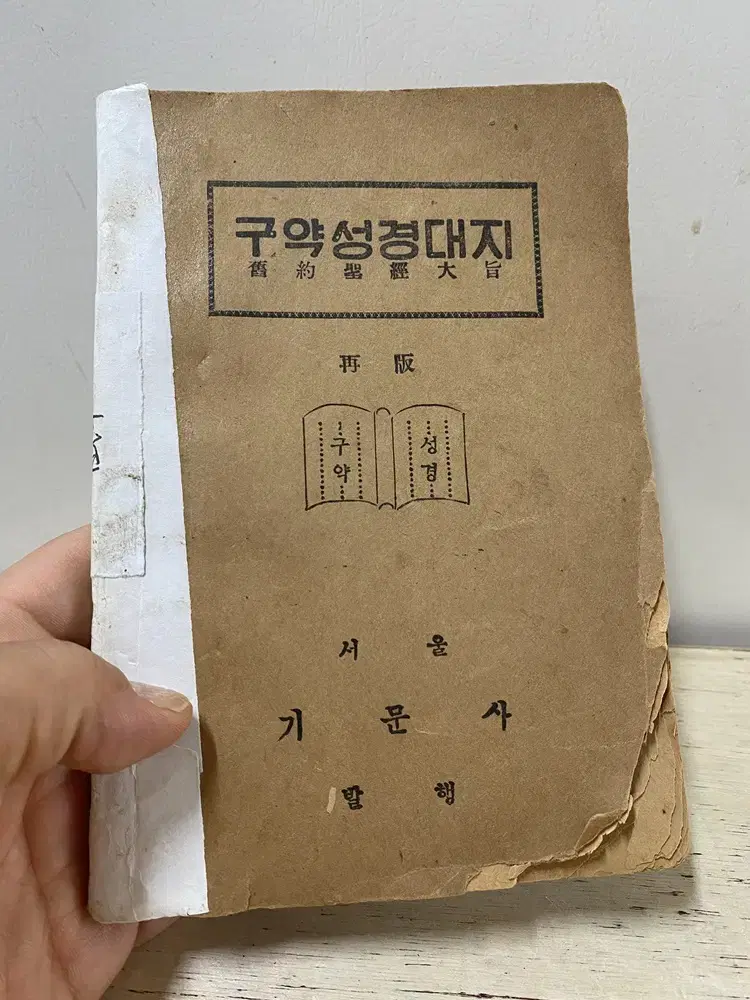 구약성경대지
舊約聖經大旨
再版
구약 성경
서울
기문사
발행